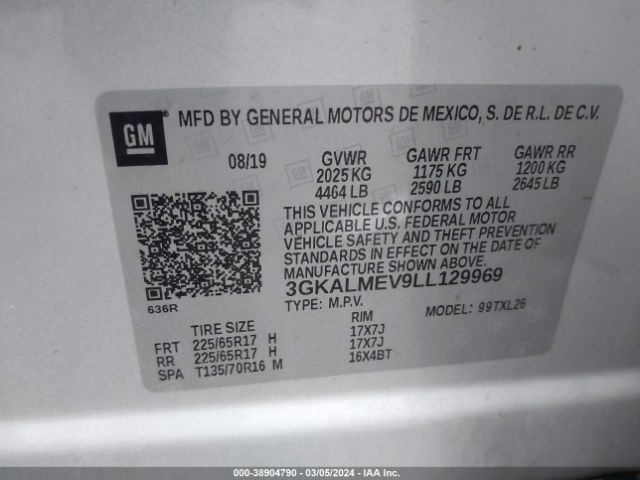 GM
MFD BY GENERAL MOTORS DE MEXICO, S. DE R.L. DE C.V.
08/19 GVWR GAWR FRT GAWR RR
2025 KG 1175 KG 1200 KG
4464 LB 2590 LB 2645 LB
THIS VEHICLE CONFORMS TO ALL
APPLICABLE U.S. FEDERAL MOTOR
VEHICLE SAFETY AND THEFT PREVENTION
STANDARDS IN EFFECT ON THE DATE OF
MANUFACTURE SHOWN ABOVE.
3GKALMEV9LL129969
636R
TYPE: M.P.V. MODEL: 99TXL26
TIRE SIZE RIM
FRT 225/65R17 H 17X7J
RR 225/65R17 H 17X7J
SPA T135/70R16 M 16X4BT
000-38904790 - 03/05/2024 - IAA Inc.